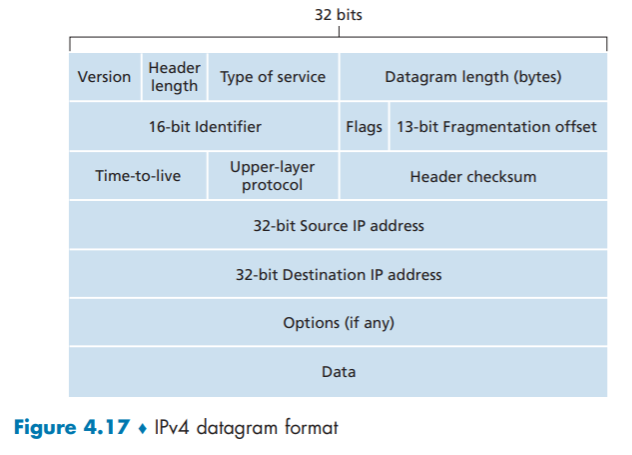 32 bits
Version
Header
length
Type of service
Datagram length (bytes)
16-bit Identifier
Flags
13-bit Fragmentation offset
Time-to-live
Upper-layer
protocol
Header checksum
32-bit Source IP address
32-bit Destination IP address
Options (if any)
Data
Figure 4.17 ♦ IPv4 datagram format